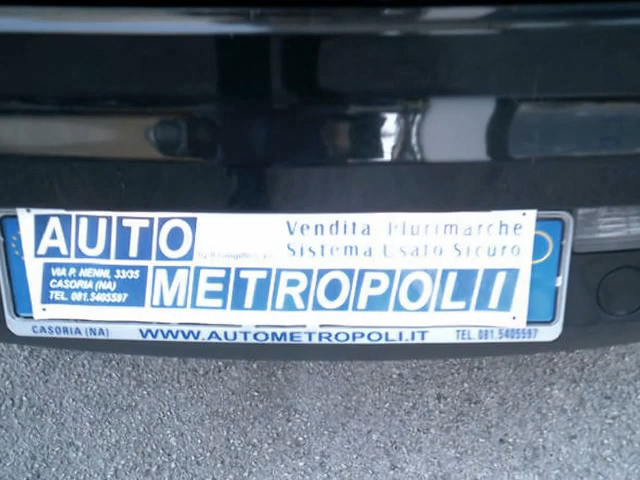 AUTO
Vendita Plurimarche
Sistema Usato Sicuro
VIA P. NENNI, 33/35
CASORIA (NA)
TEL. 081.5405597
METROPOLI
CASORIA (NA) WWW.AUTOMETROPOLI.IT TEL. 081.5405597